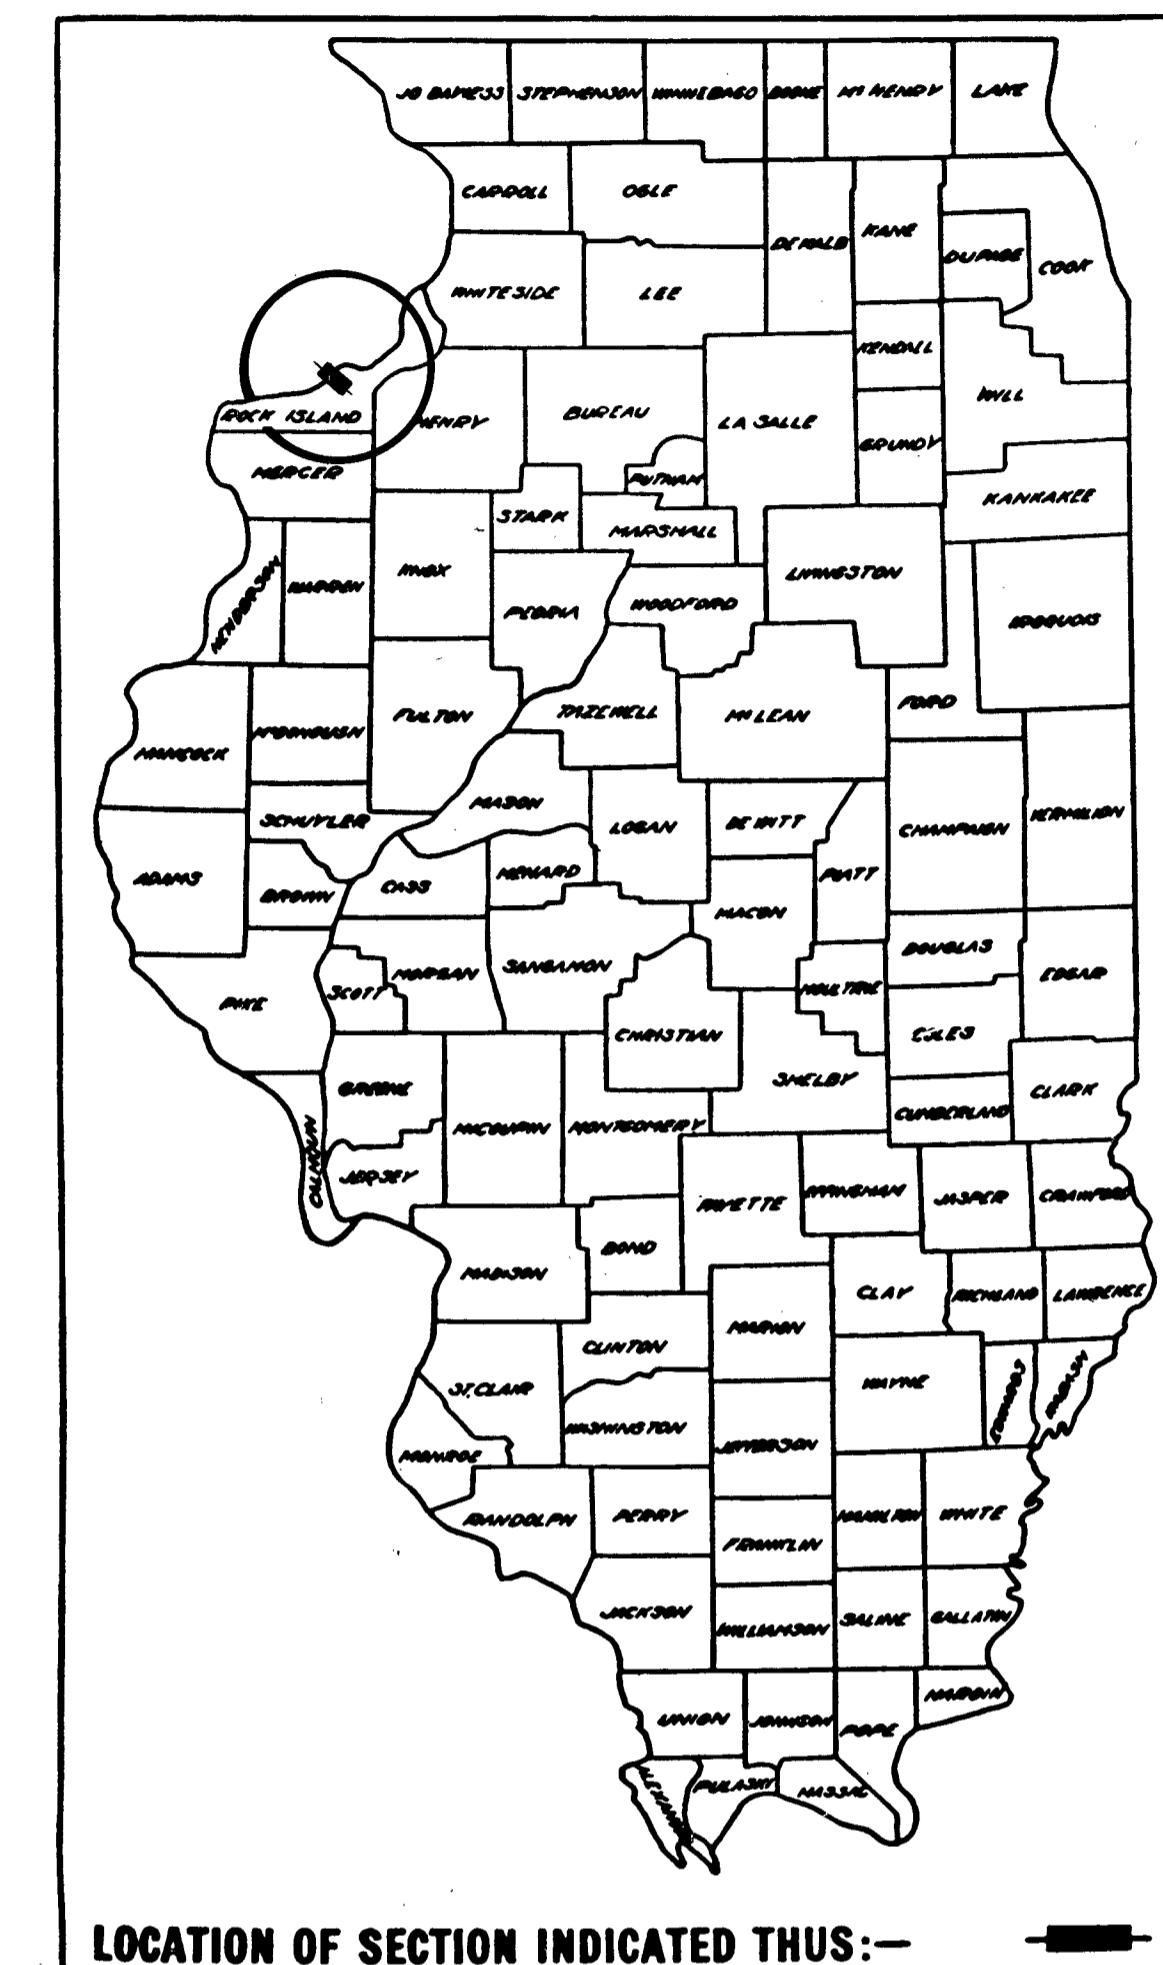 JO DAVIESS STEPHENSON WINNEBAGO BOONE McHENRY LAKE
CARROLL OGLE
DEKALB KANE
DUPAGE COOK
WHITESIDE LEE
KENDALL
WILL
ROCK ISLAND HENRY BUREAU LA SALLE
GRUNDY
MERCER
PUTNAM
KANKAKEE
STARK MARSHALL
HENDERSON WARREN KNOX LIVINGSTON
PEORIA WOODFORD IROQUOIS
HANCOCK McDONOUGH FULTON TAZEWELL McLEAN FORD
SCHUYLER MASON LOGAN DEWITT CHAMPAIGN VERMILION
ADAMS BROWN CASS MENARD PIATT
MACON
PIKE SCOTT MORGAN SANGAMON DOUGLAS EDGAR
MOULTRIE
CHRISTIAN COLES
GREENE SHELBY CLARK
CUMBERLAND
CALHOUN MACOUPIN MONTGOMERY
JERSEY
FAYETTE EFFINGHAM JASPER CRAWFORD
BOND
MADISON CLAY RICHLAND LAWRENCE
MARION
CLINTON
ST. CLAIR WAYNE EDWARDS WABASH
WASHINGTON JEFFERSON
MONROE
RANDOLPH PERRY HAMILTON WHITE
FRANKLIN
JACKSON WILLIAMSON SALINE GALLATIN
HARDIN
UNION JOHNSON POPE
ALEXANDER PULASKI MASSAC
LOCATION OF SECTION INDICATED THUS:—